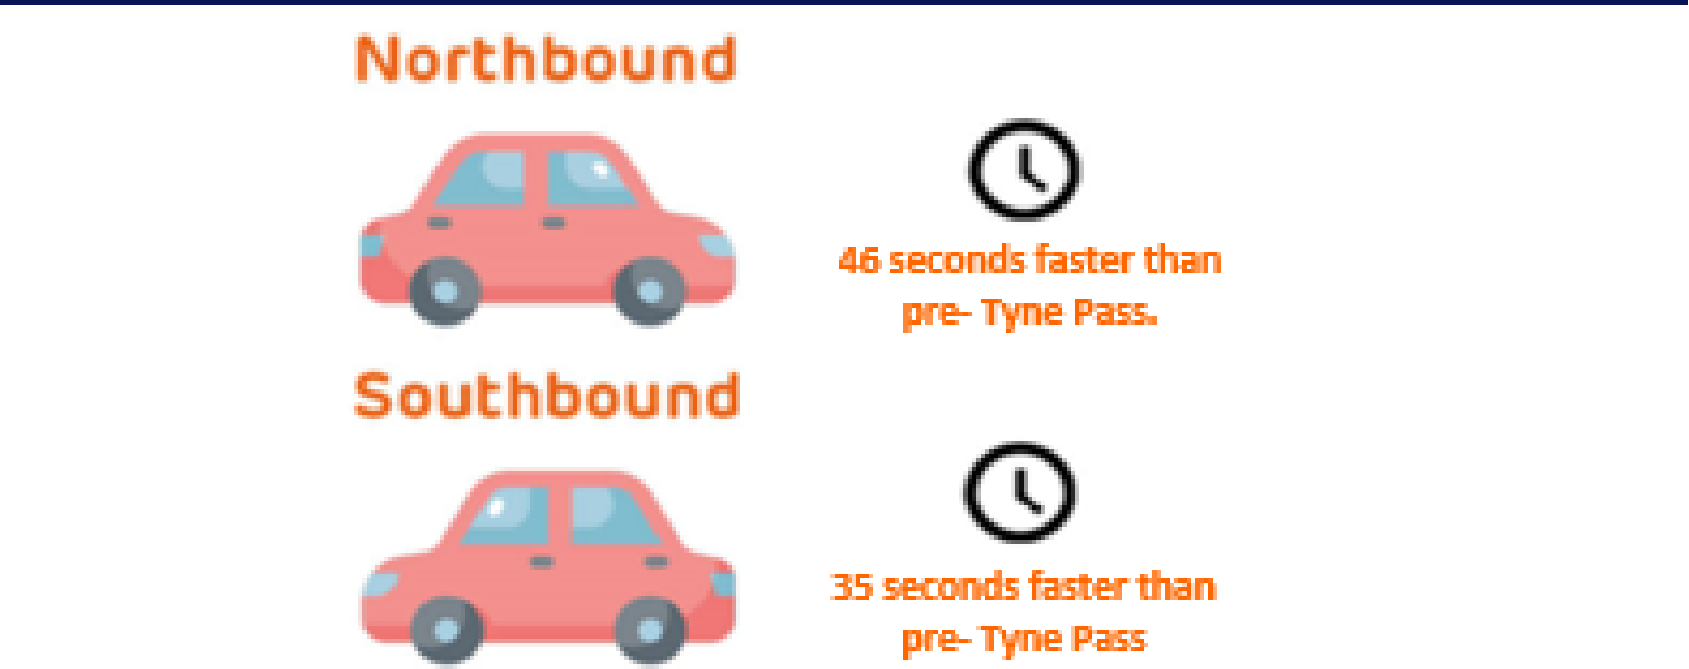 Northbound
46 seconds faster than
pre- Tyne Pass.
Southbound
35 seconds faster than
pre- Tyne Pass